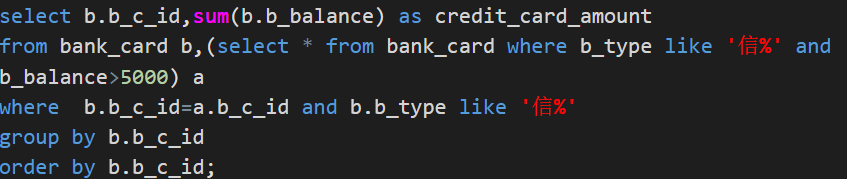 select b.b_c_id,sum(b.b_balance) as credit_card_amount
from bank_card b,(select * from bank_card where b_type like '信%' and
b_balance>5000) a
where  b.b_c_id=a.b_c_id and b.b_type like '信%'
group by b.b_c_id
order by b.b_c_id;